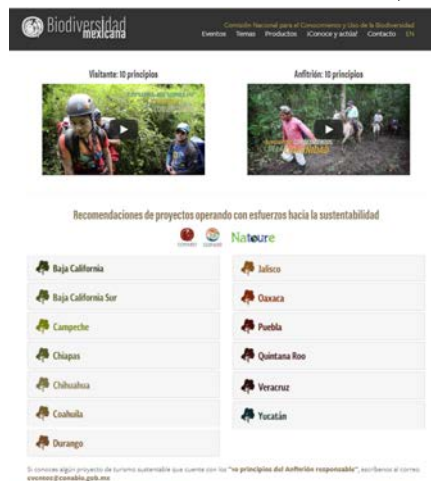 Biodiversidad
mexicana
Comisión Nacional para el Conocimiento y Uso de la Biodiversidad
Eventos Temas Productos ¡Conoce y actúa! Contacto EN
Visitante: 10 principios
Anfitrión: 10 principios
Recomendaciones de proyectos operando con esfuerzos hacia la sustentabilidad
Natoure
Baja California
Jalisco
Baja California Sur
Oaxaca
Campeche
Puebla
Chiapas
Quintana Roo
Chihuahua
Veracruz
Coahuila
Yucatán
Durango
Si conoces algún proyecto de turismo sustentable que cuente con los "10 principios del Anfitrión responsable", escríbenos al correo
eventos@conabio.gob.mx